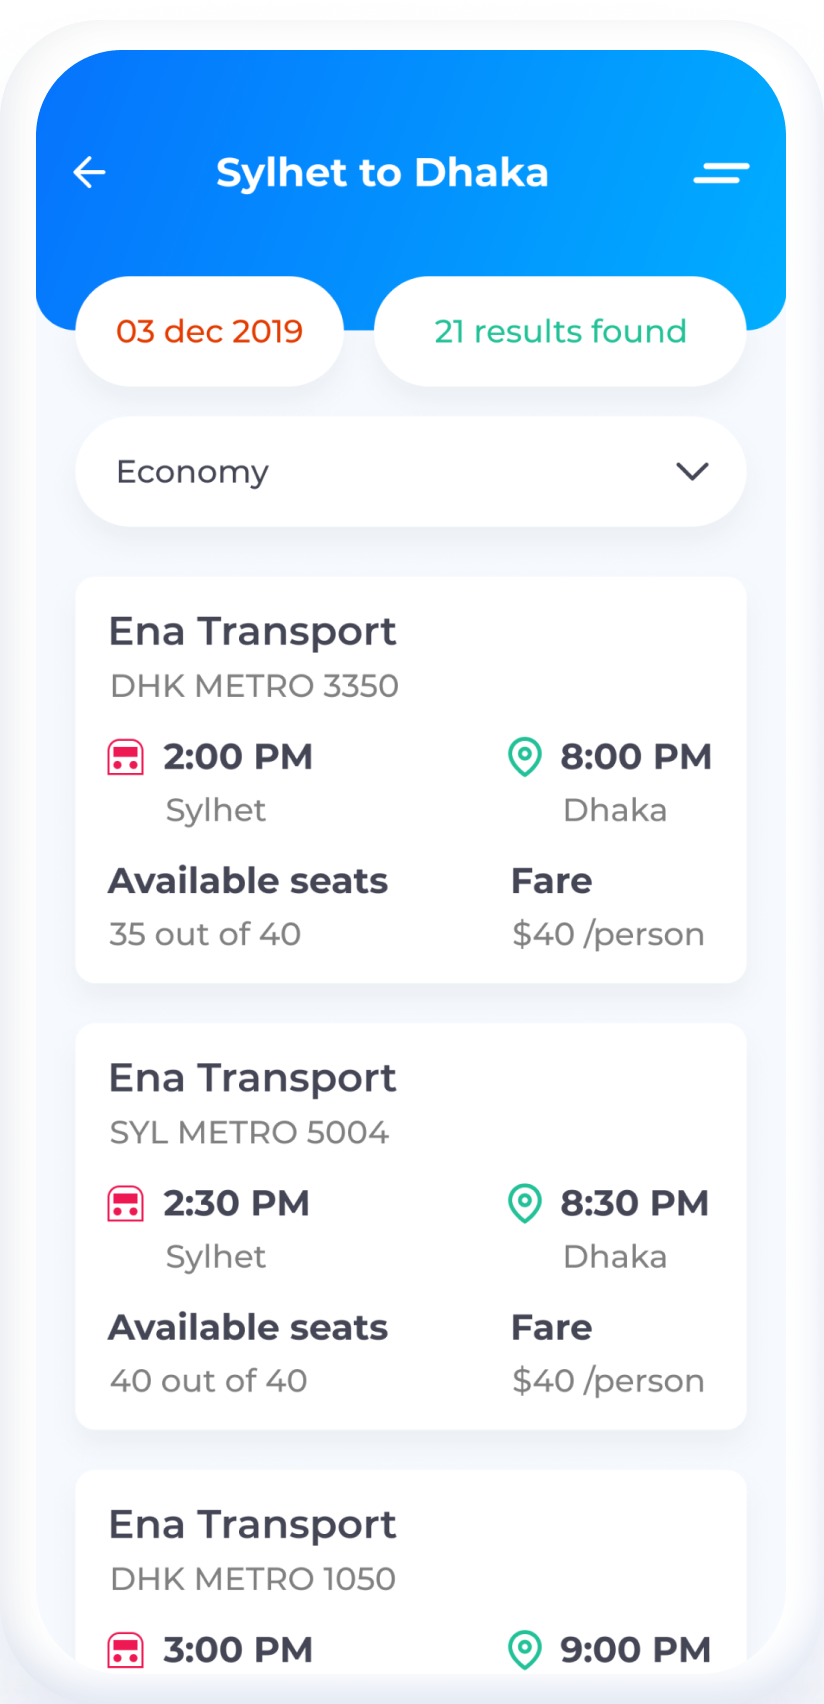 Sylhet to Dhaka
03 dec 2019 21 results found
Economy
Ena Transport
DHK METRO 3350
2:00 PM 8:00 PM
Sylhet Dhaka
Available seats Fare
35 out of 40 $40 /person
Ena Transport
SYL METRO 5004
2:30 PM 8:30 PM
Sylhet Dhaka
Available seats Fare
40 out of 40 $40 /person
Ena Transport
DHK METRO 1050
3:00 PM 9:00 PM